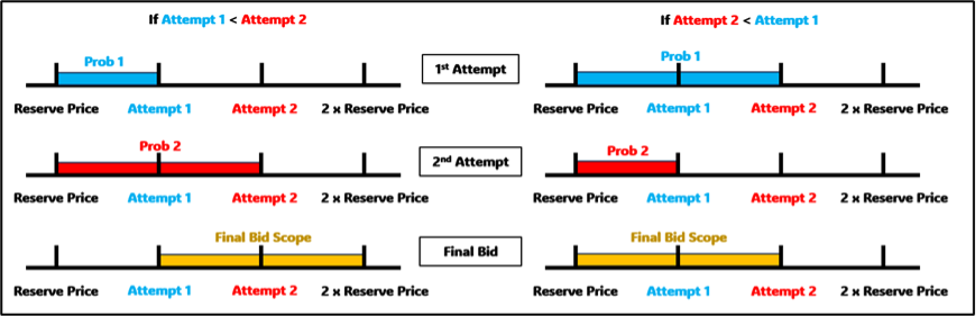 If Attempt 1 < Attempt 2
If Attempt 2 < Attempt 1
Prob 1
1st Attempt
Prob 1
Reserve Price Attempt 1 Attempt 2 2 x Reserve Price
Reserve Price Attempt 1 Attempt 2 2 x Reserve Price
Prob 2
2nd Attempt
Prob 2
Reserve Price Attempt 1 Attempt 2 2 x Reserve Price
Reserve Price Attempt 1 Attempt 2 2 x Reserve Price
Final Bid Scope
Final Bid
Final Bid Scope
Reserve Price Attempt 1 Attempt 2 2 x Reserve Price
Reserve Price Attempt 1 Attempt 2 2 x Reserve Price